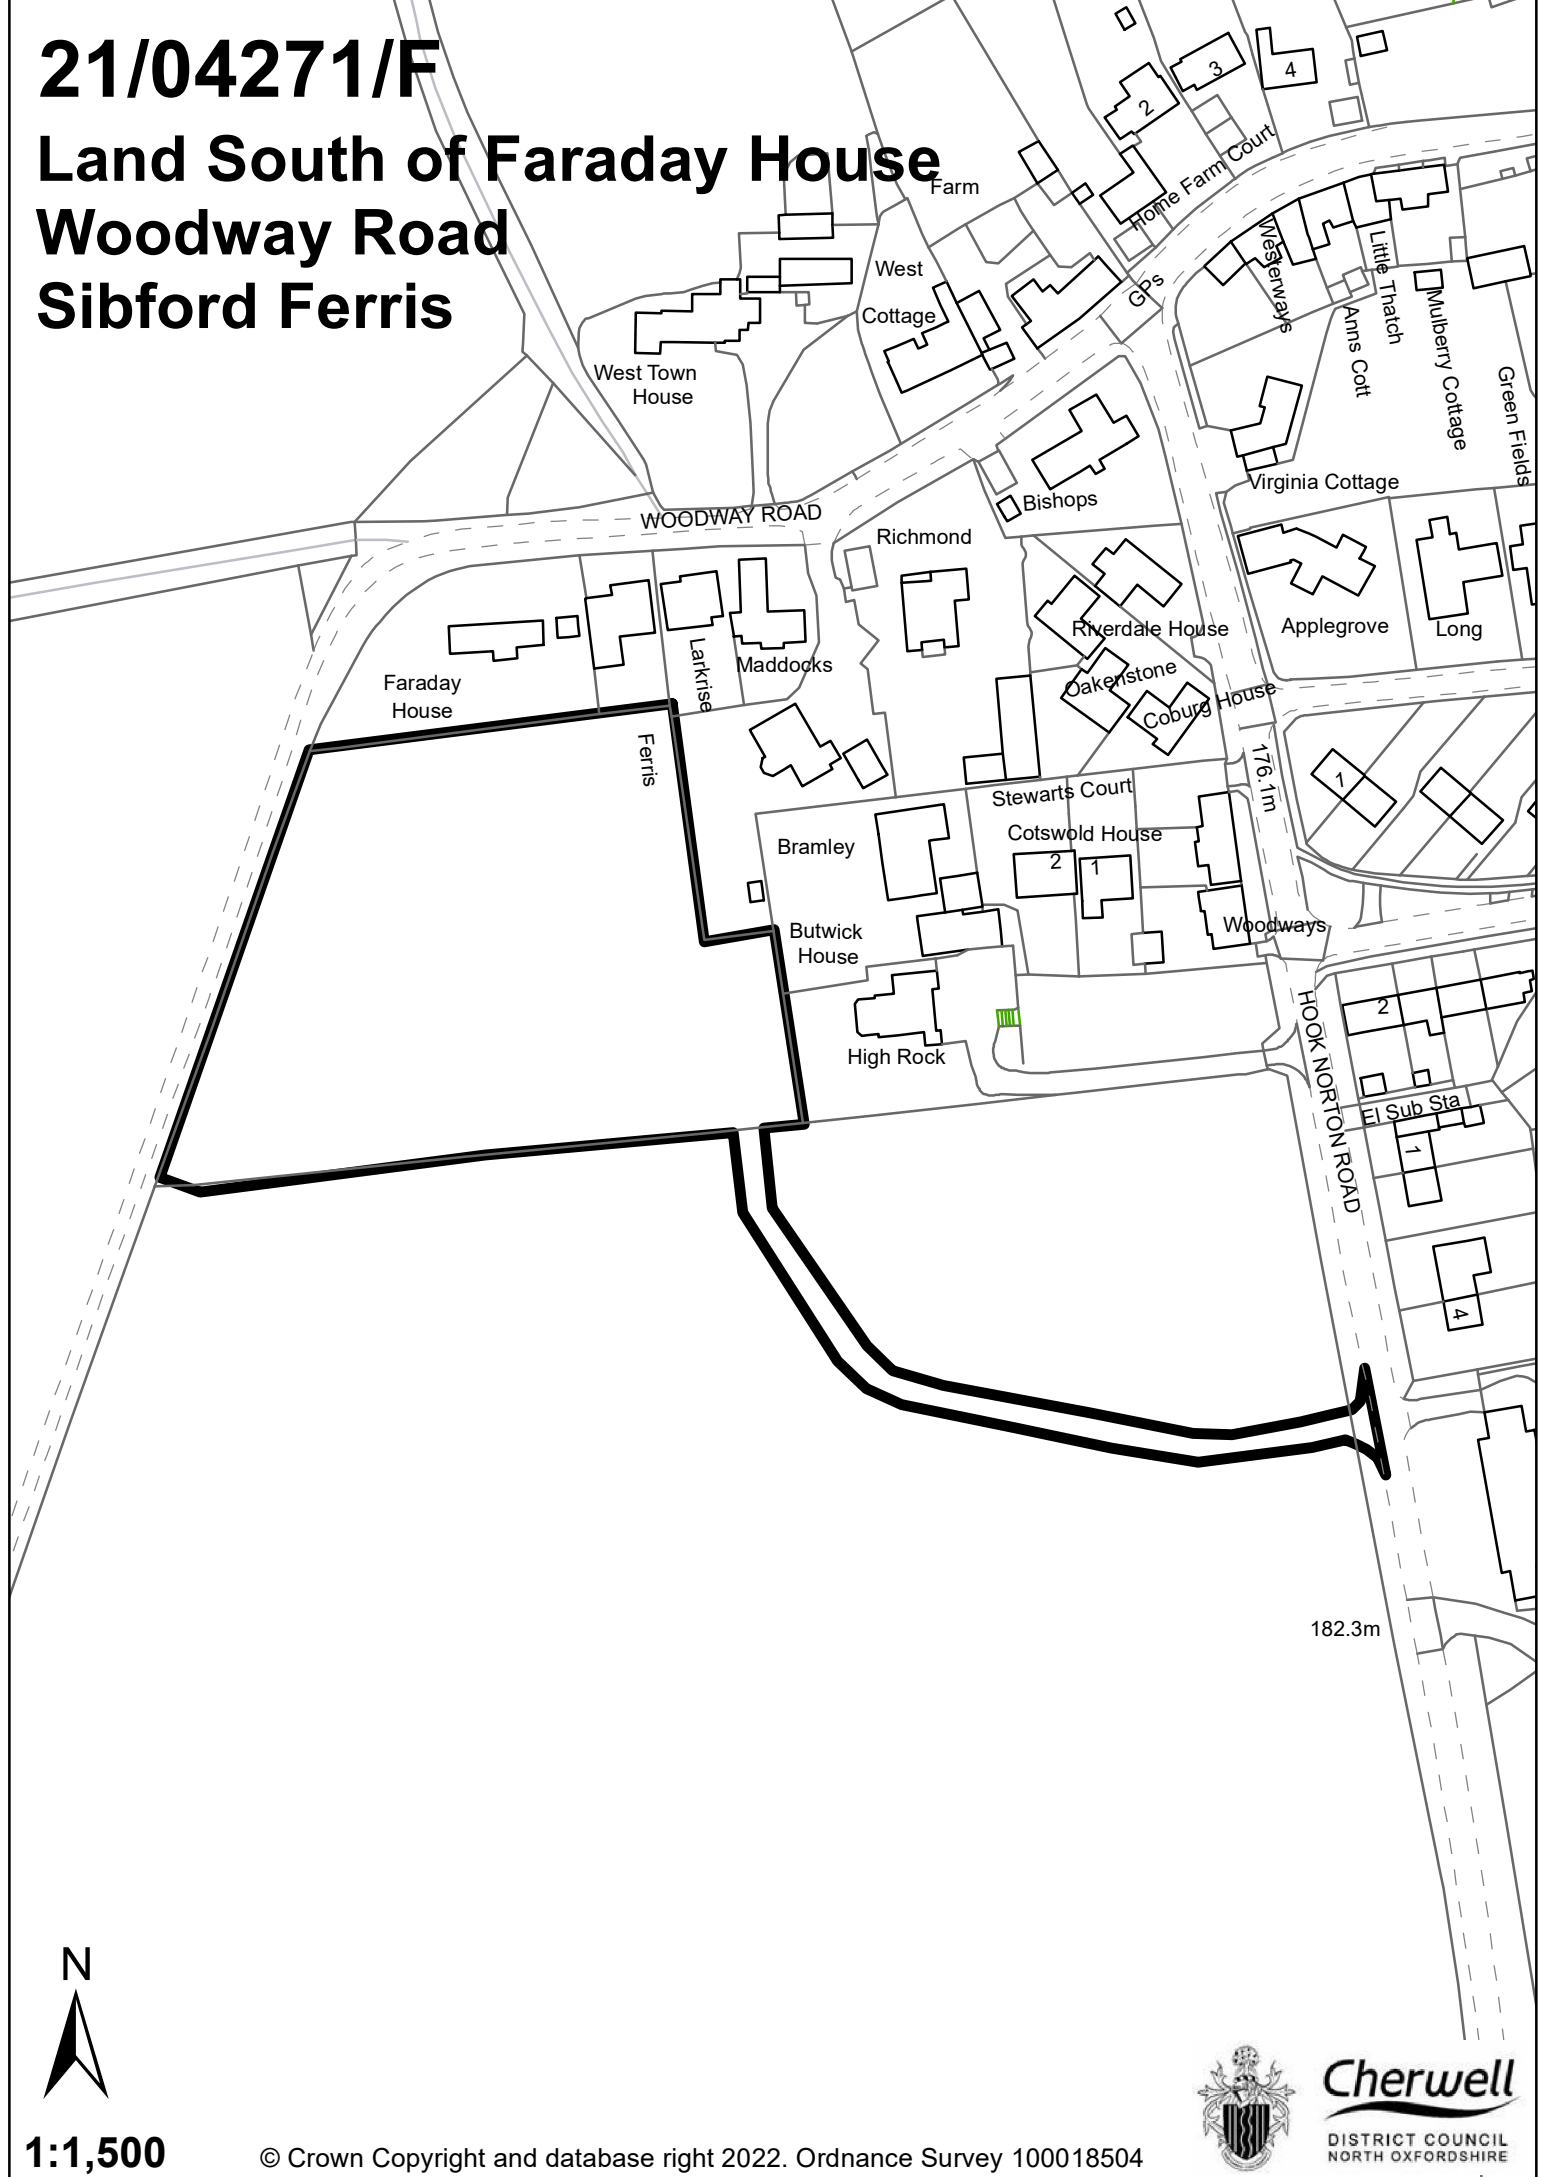 21/04271/F
Land South of Faraday House
Woodway Road
Sibford Ferris
3
4
2
Home Farm Court
Farm
West
Cottage
GPs
Westerways
Little Thatch
Anns Cott
Mulberry Cottage
Green Fields
West Town
House
Virginia Cottage
Bishops
WOODWAY ROAD
Richmond
Riverdale House
Applegrove
Long
Oakenstone
Coburg House
Maddocks
Larkrise
Faraday
House
Ferris
176.1m
1
Stewarts Court
Cotswold House
2
1
Bramley
Woodways
Butwick
House
2
High Rock
HOOK NORTON ROAD
El Sub Sta
1
4
182.3m
N
1:1,500
© Crown Copyright and database right 2022. Ordnance Survey 100018504
Cherwell
DISTRICT COUNCIL
NORTH OXFORDSHIRE